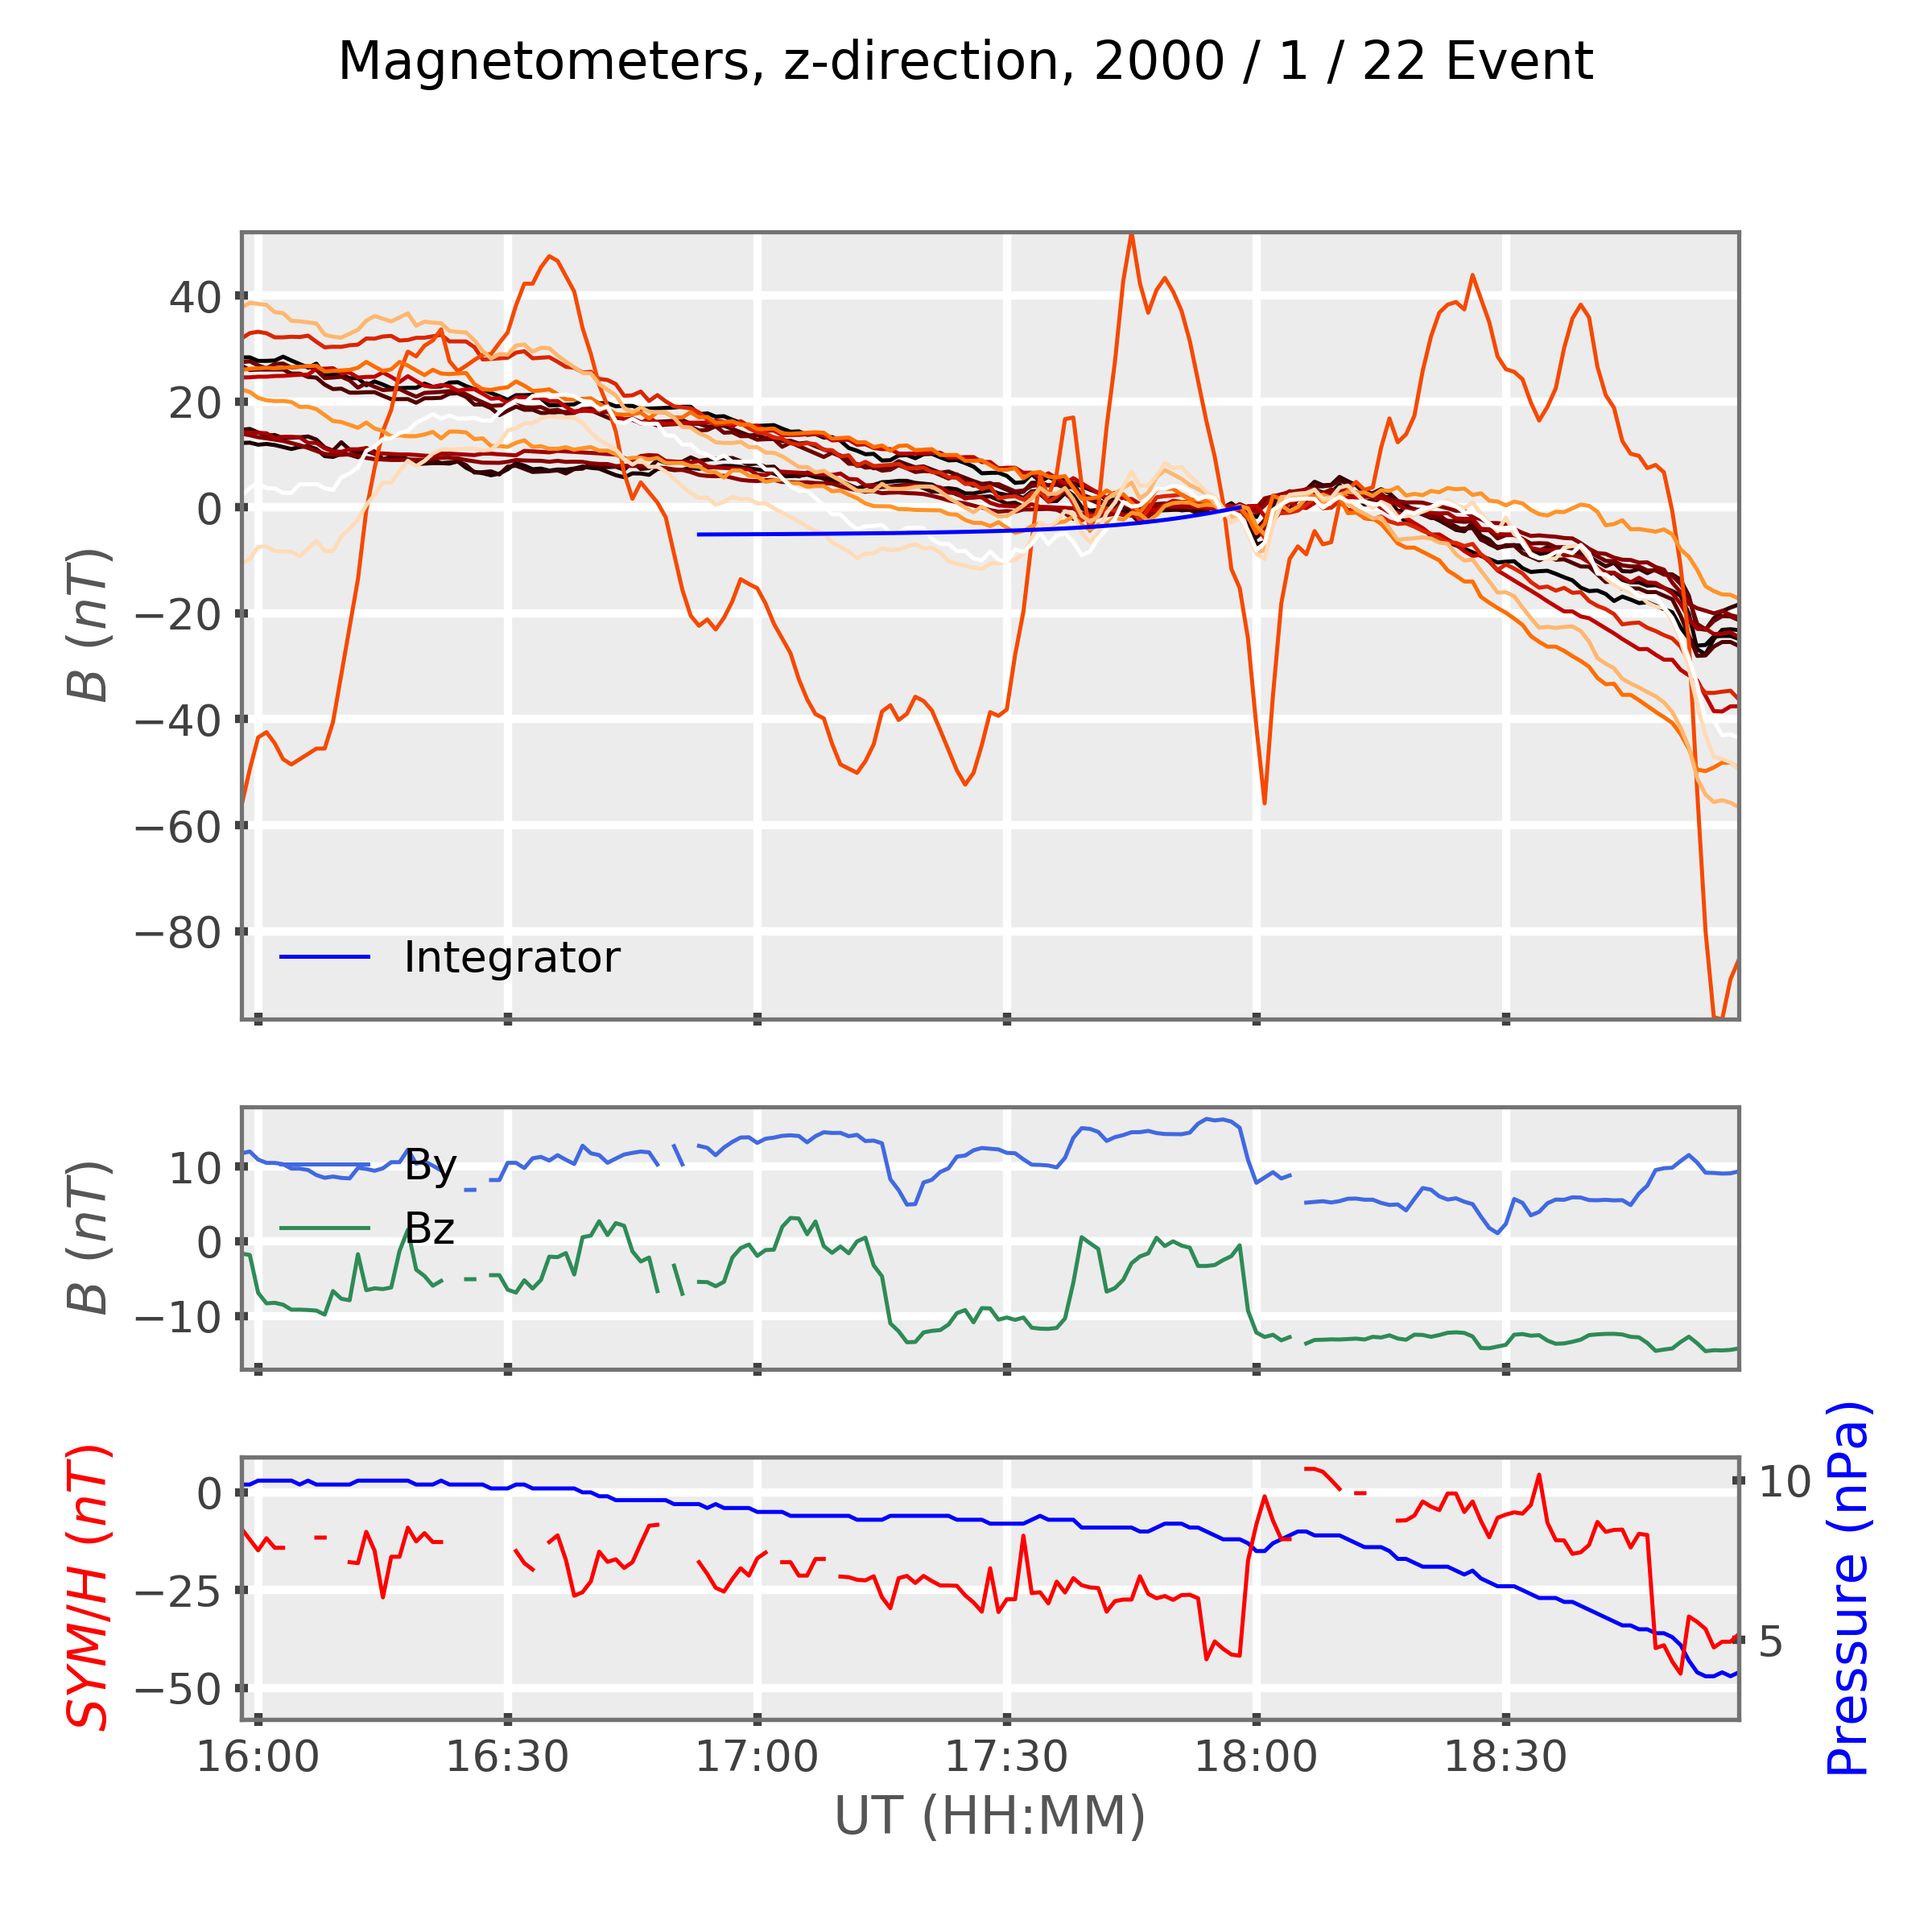 Magnetometers, z-direction, 2000 / 1 / 22 Event
B (nT)
40
20
0
−20
−40
−60
−80
Integrator
B (nT)
10
0
−10
By
Bz
SYM/H (nT)
0
−25
−50
10
5
Pressure (nPa)
16:00 16:30 17:00 17:30 18:00 18:30
UT (HH:MM)